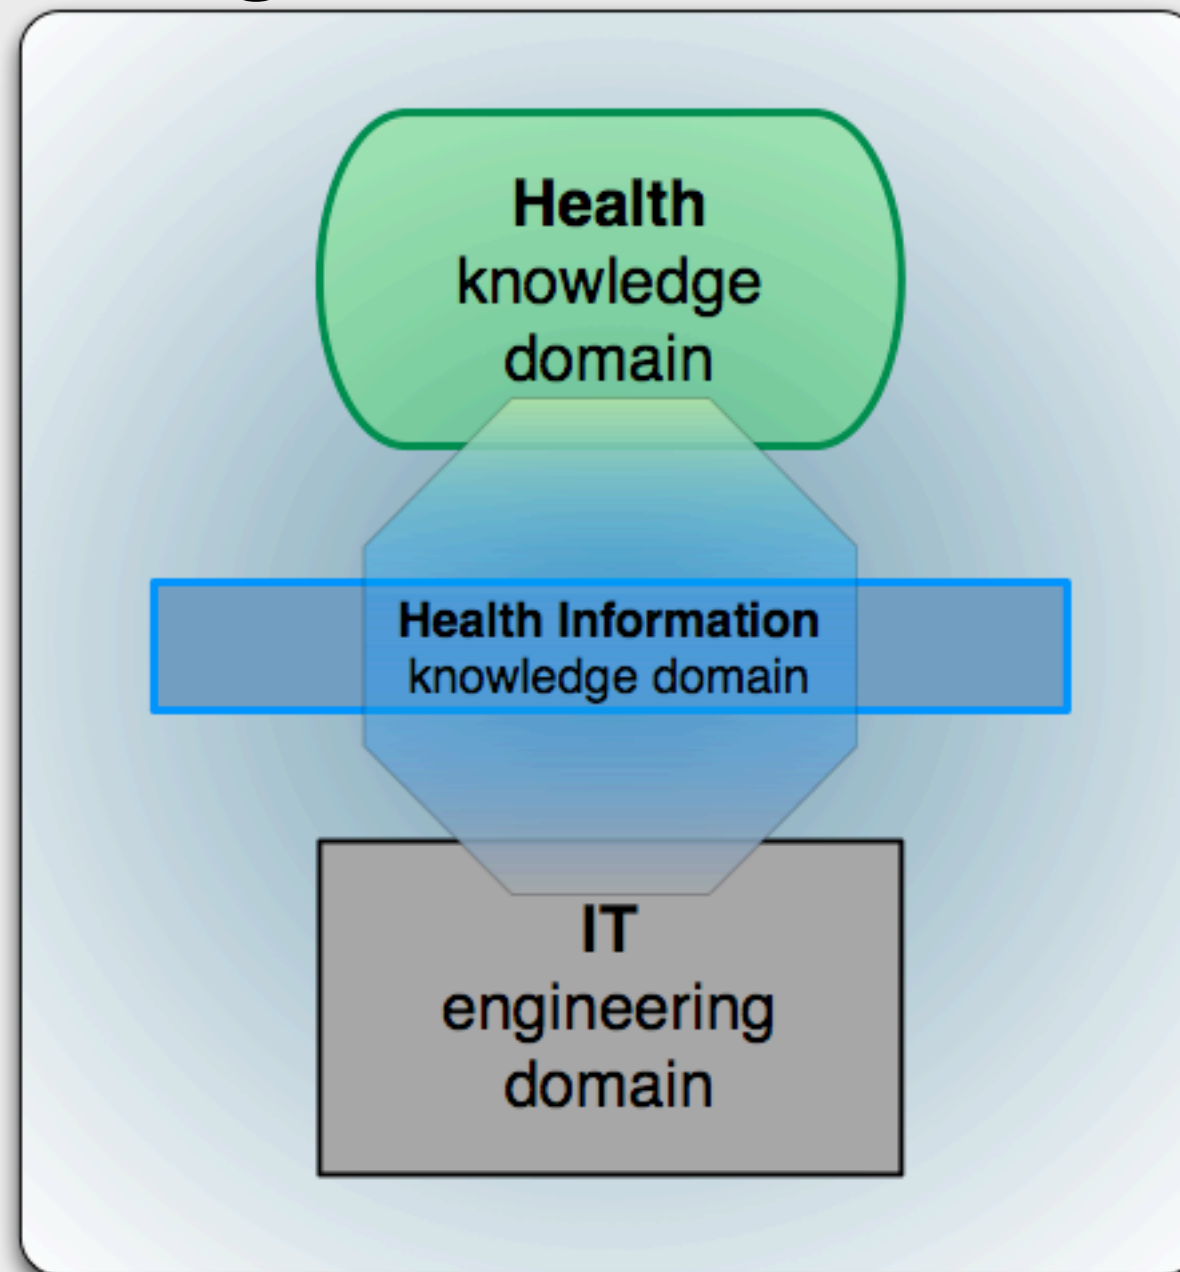 Health
knowledge
domain
Health Information
knowledge domain
IT
engineering
domain